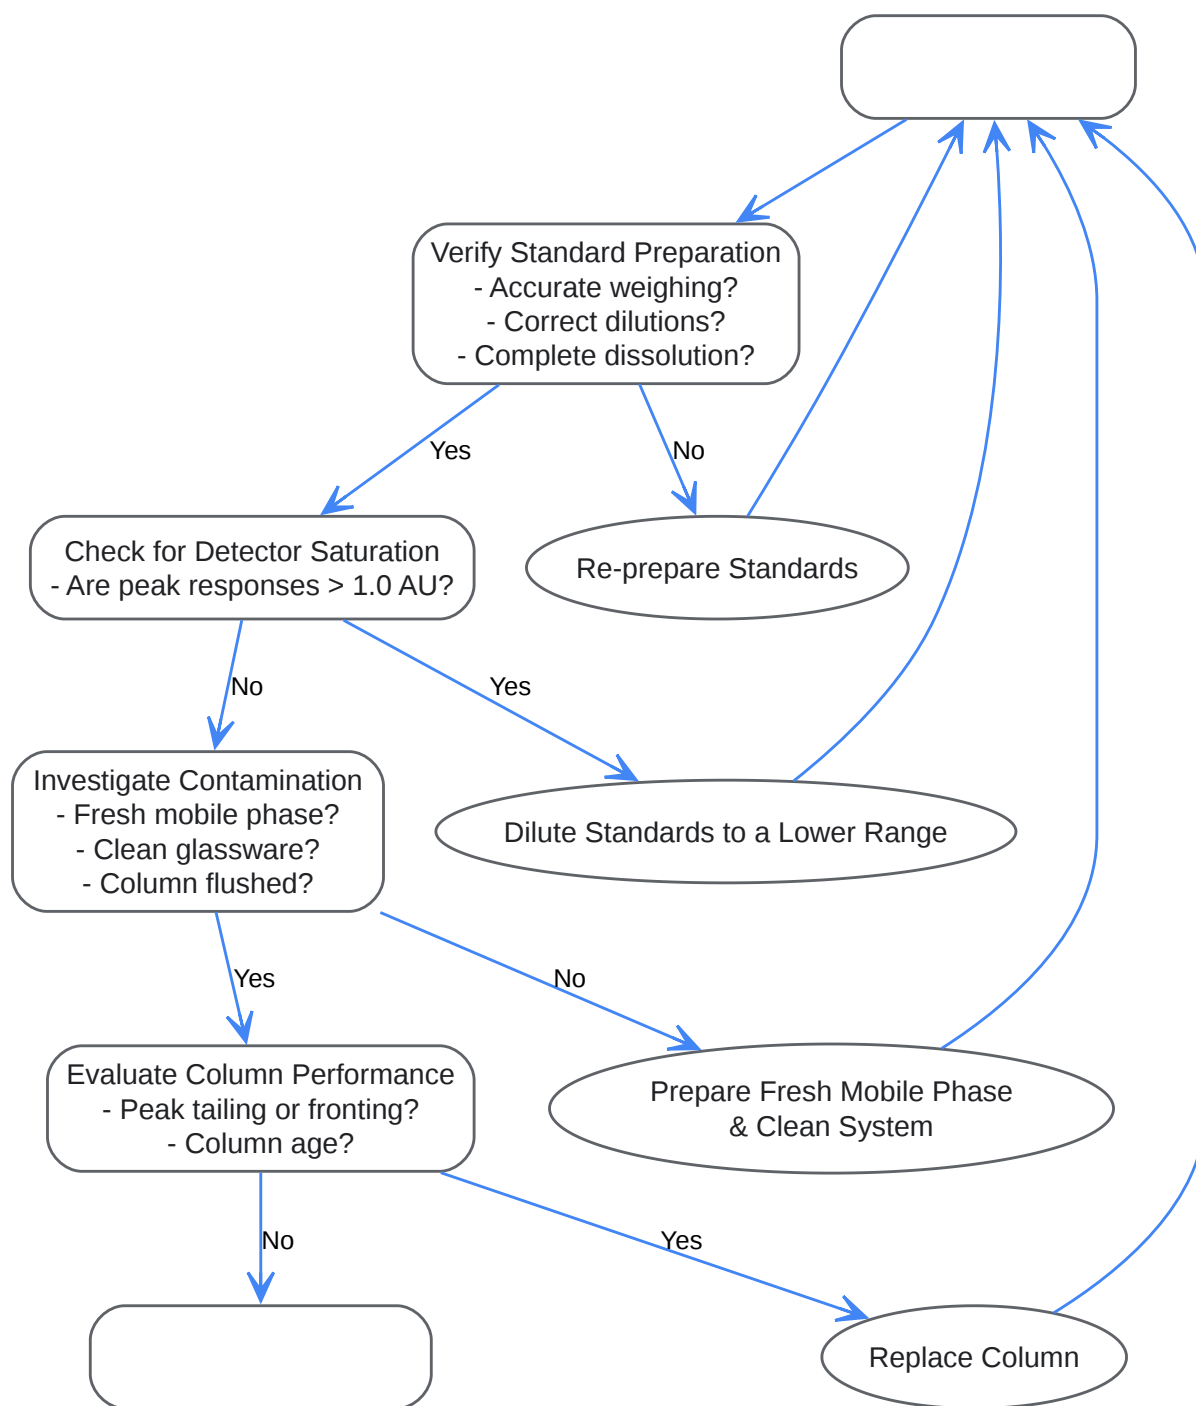 Verify Standard Preparation
- Accurate weighing?
- Correct dilutions?
- Complete dissolution?
Yes
No
Check for Detector Saturation
- Are peak responses > 1.0 AU?
Re-prepare Standards
No
Yes
Investigate Contamination
- Fresh mobile phase?
- Clean glassware?
- Column flushed?
Dilute Standards to a Lower Range
Yes
No
Evaluate Column Performance
- Peak tailing or fronting?
- Column age?
Prepare Fresh Mobile Phase
& Clean System
No
Yes
Replace Column